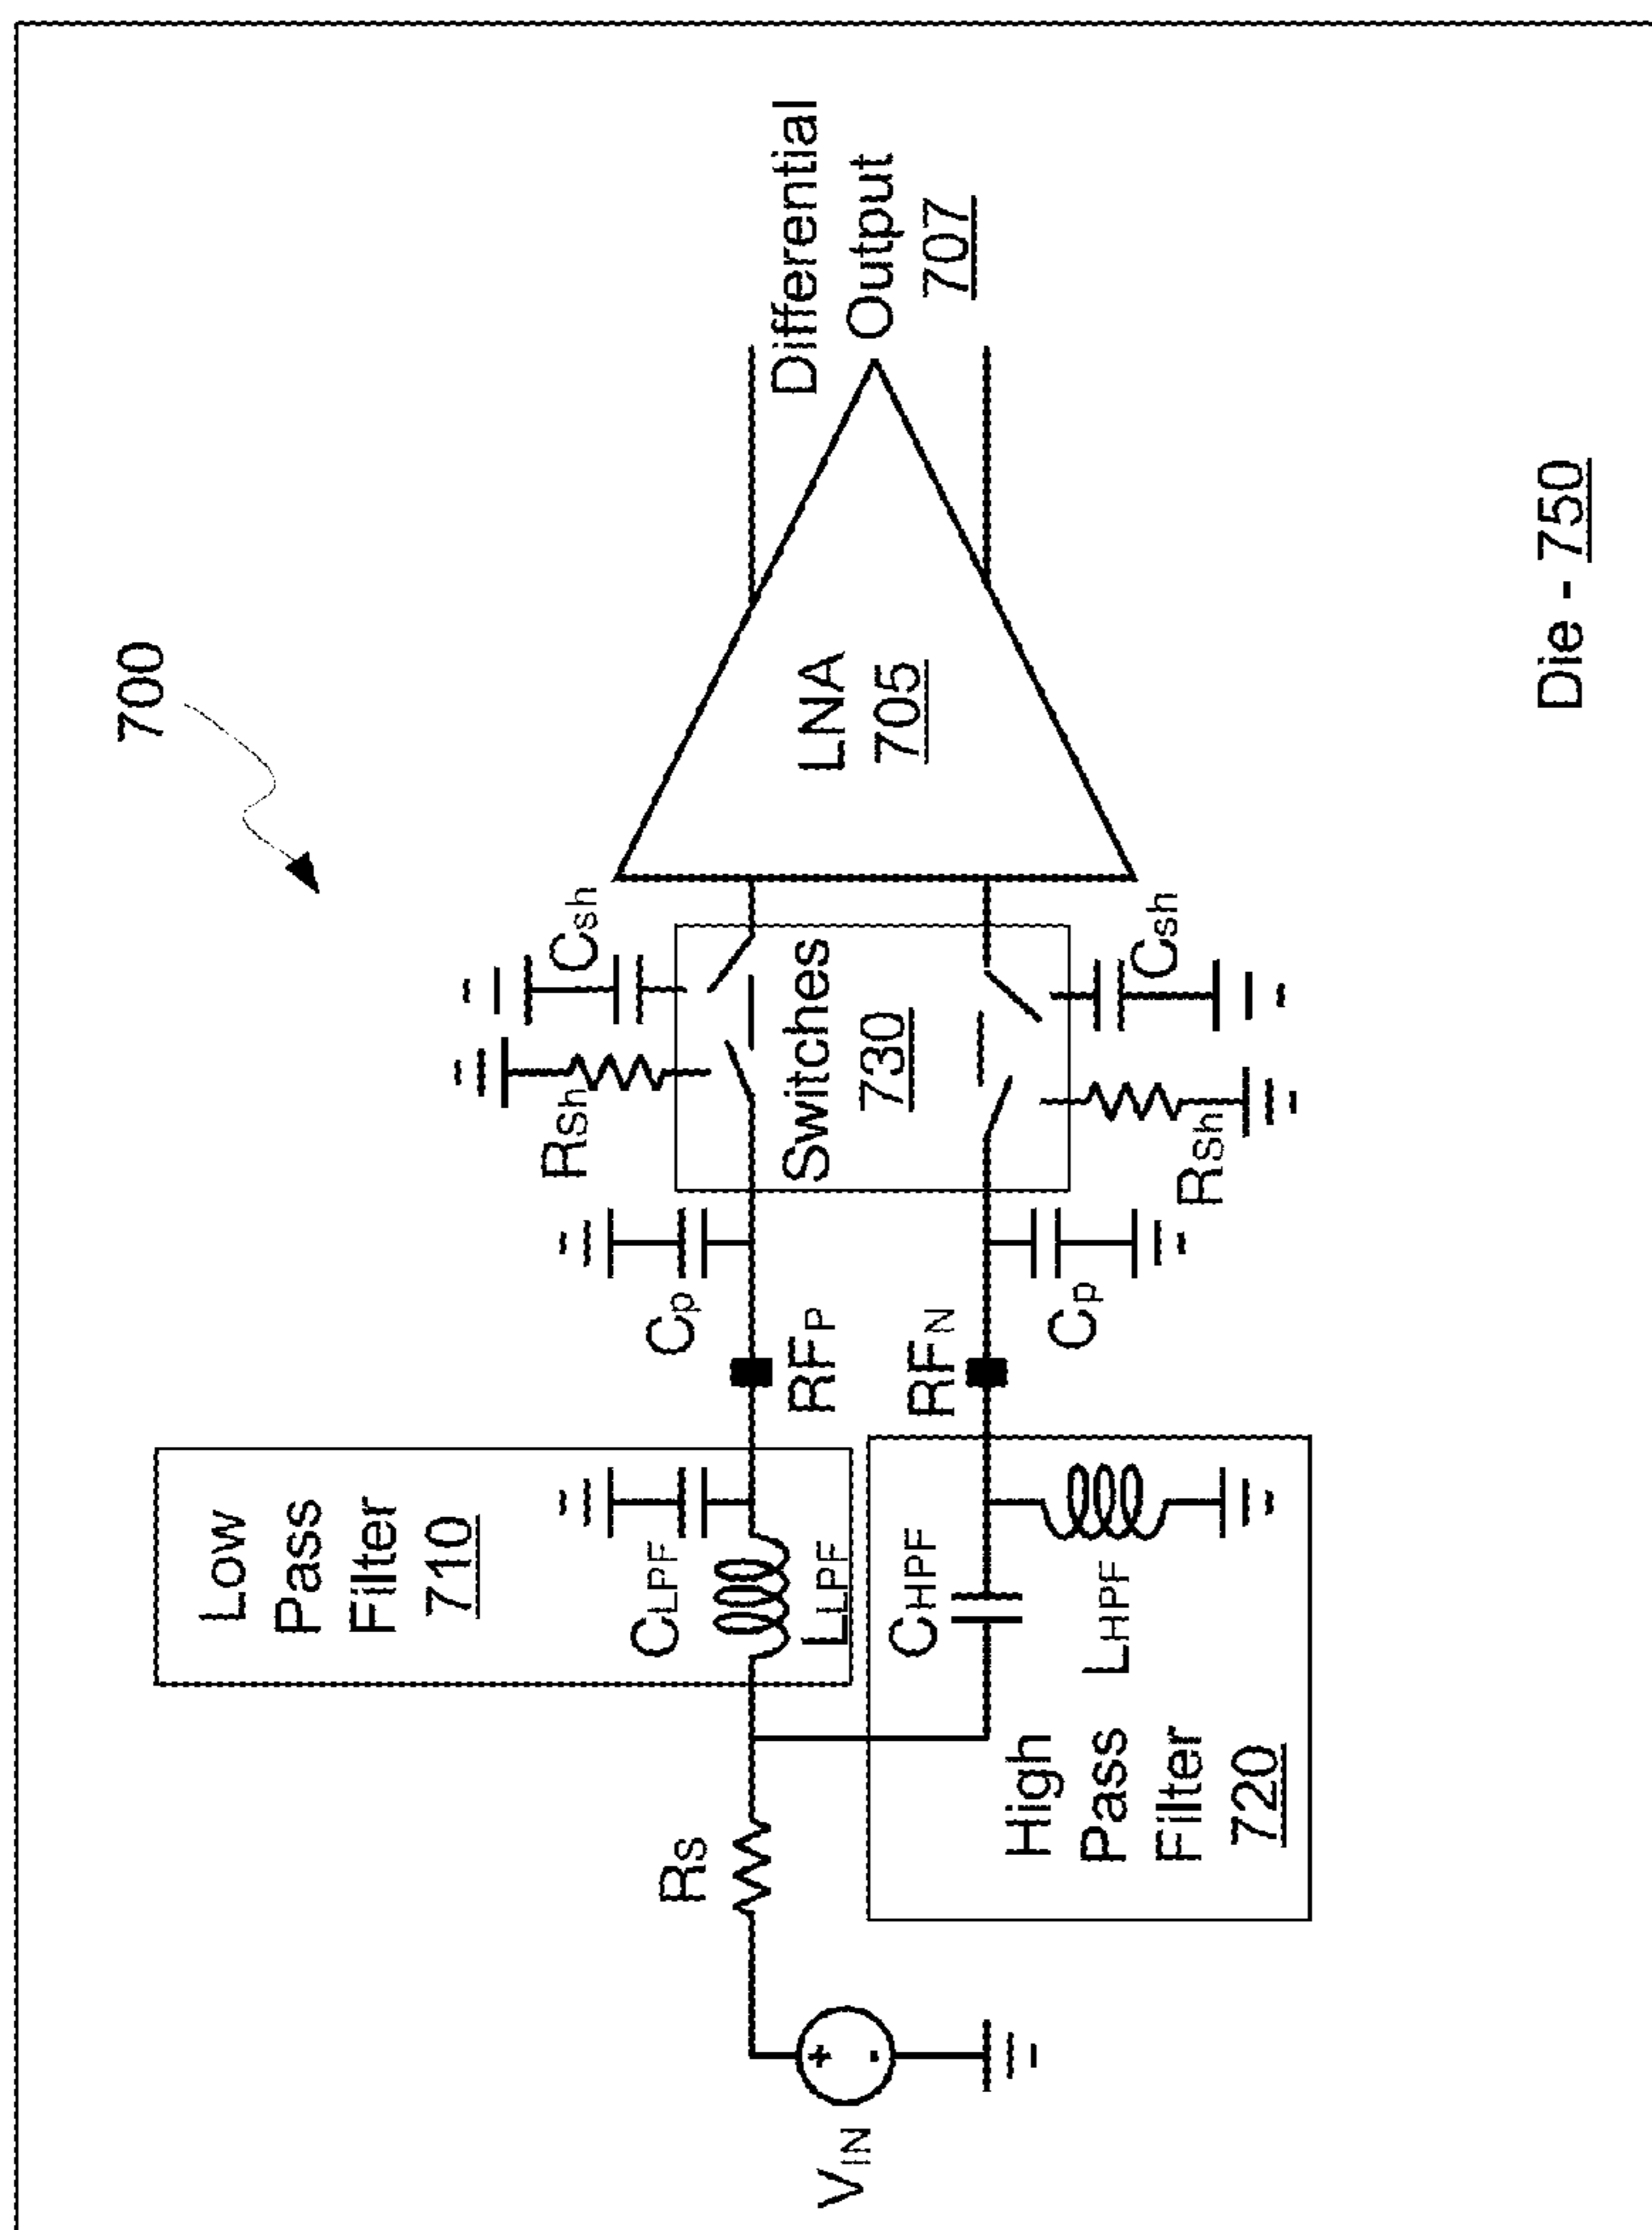 700
Low
Pass
Filter
710
CLPF
LLPF
Cp
RSh
Csh
RFP
RFN
Switches
730
LNA
705
Differential
Output
707
VIN
+
-
RS
High
Pass
Filter
720
CHPF
LHPF
Cp
RSh
Csh
Die - 750